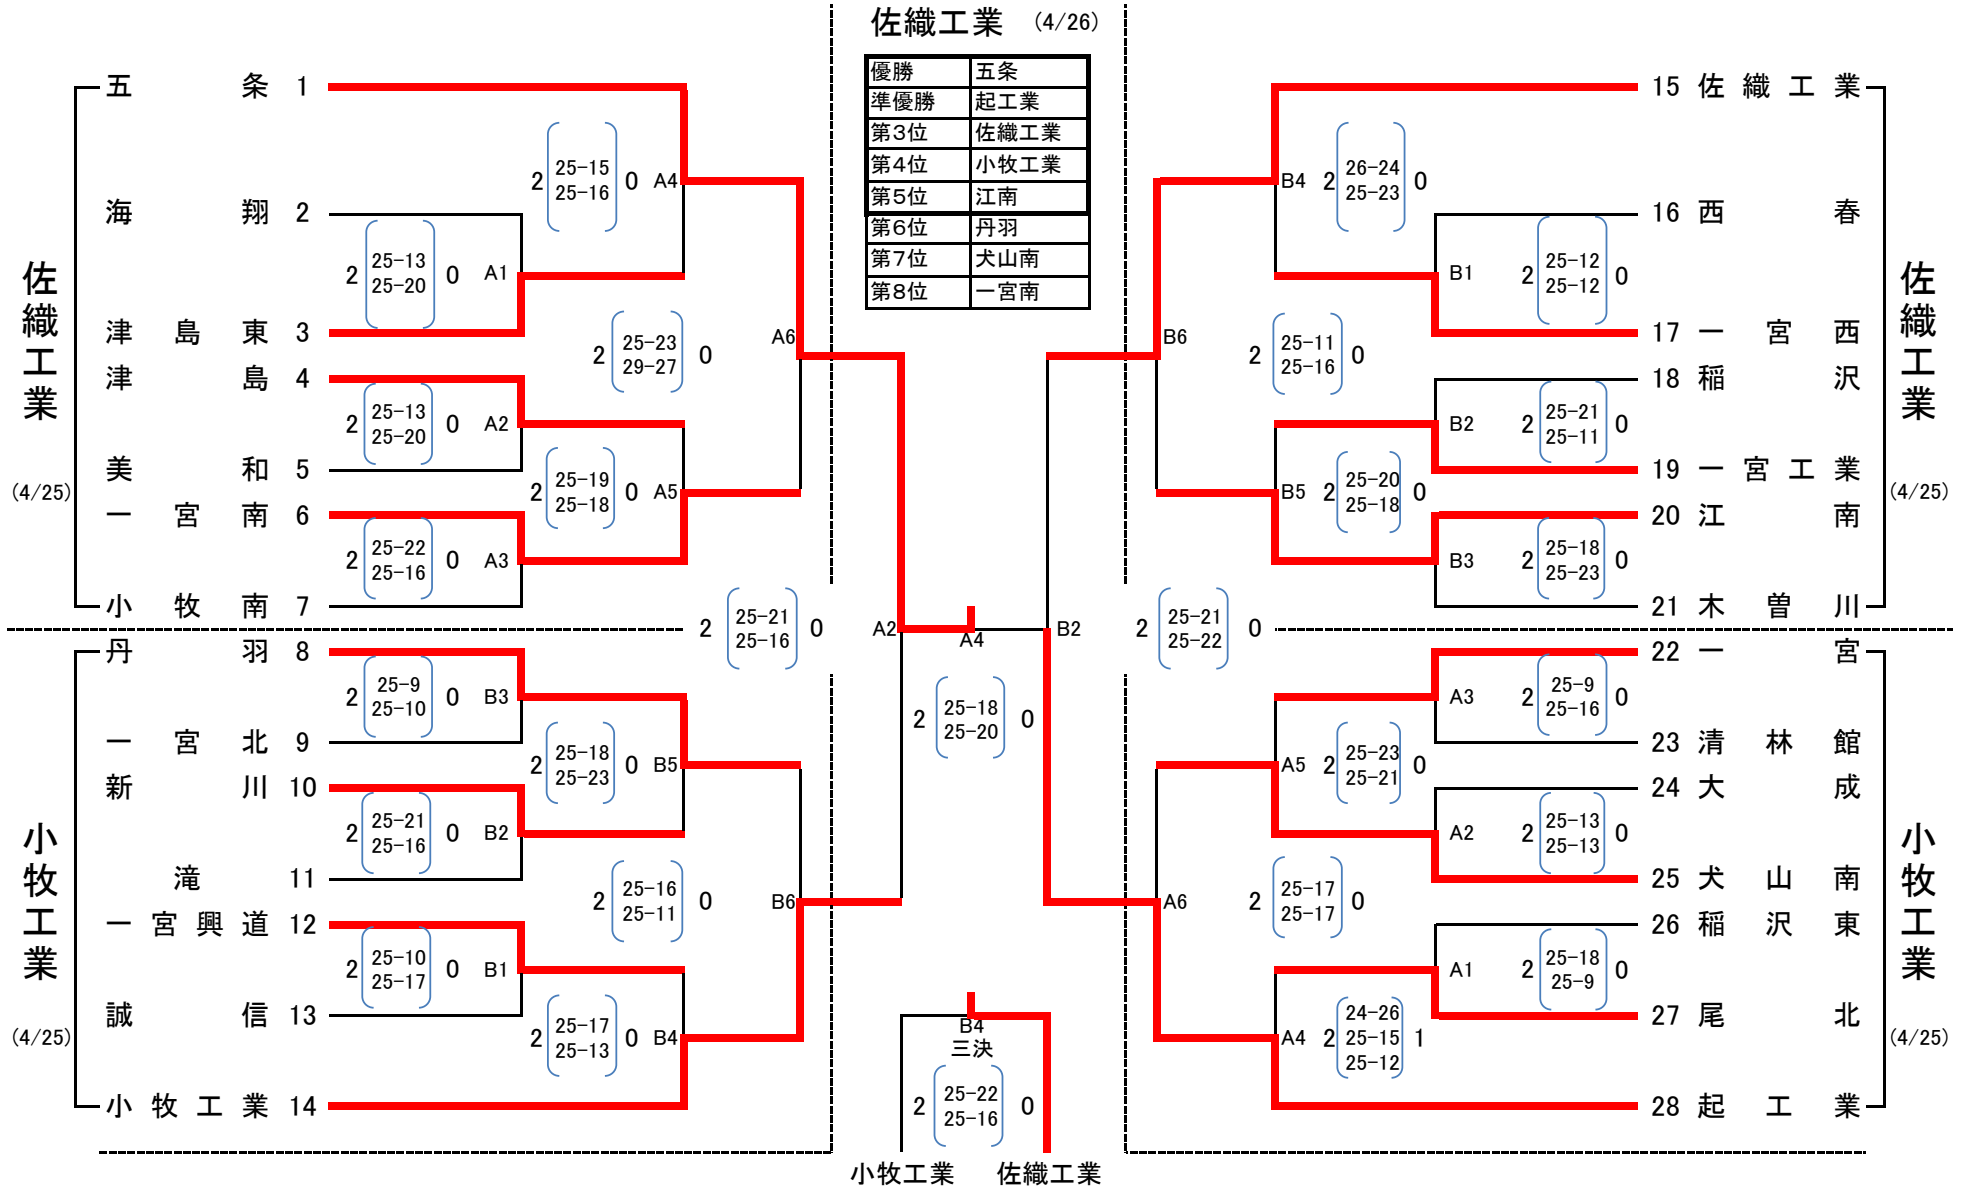 佐織工業 (4/26)
優勝 五条
準優勝 起工業
第3位 佐織工業
第4位 小牧工業
第5位 江南
第6位 丹羽
第7位 犬山南
第8位 一宮南
佐織工業
(4/25)
五条 1
海翔 2
津島東 3
津島 4
美和 5
一宮南 6
小牧南 7
2 25-15 25-16 0 A4
2 25-13 25-20 0 A1
2 25-23 29-27 0 A6
2 25-13 25-20 0 A2
2 25-19 25-18 0 A5
2 25-22 25-16 0 A3
2 25-21 25-16 0 A2
小牧工業
(4/25)
丹羽 8
一宮北 9
新川 10
滝 11
一宮興道 12
誠信 13
小牧工業 14
2 25-9 25-10 0 B3
2 25-18 25-23 0 B5
2 25-21 25-16 0 B2
2 25-16 25-11 0 B6
2 25-10 25-17 0 B1
2 25-17 25-13 0 B4
A4
2 25-18 25-20 0
B4
三決
2 25-22 25-16 0
小牧工業 佐織工業
15 佐織工業
16 西春
17 一宮西
18 稲沢
19 一宮工業
20 江南
21 木曽川
佐織工業
(4/25)
B4 2 26-24 25-23 0
B1 2 25-12 25-12 0
B6 2 25-11 25-16 0
B2 2 25-21 25-11 0
B5 2 25-20 25-18 0
B3 2 25-18 25-23 0
B2 2 25-21 25-22 0
22 一宮
23 清林館
24 大成
25 犬山南
26 稲沢東
27 尾北
28 起工業
小牧工業
(4/25)
A3 2 25-9 25-16 0
A5 2 25-23 25-21 0
A2 2 25-13 25-13 0
A6 2 25-17 25-17 0
A1 2 25-18 25-9 0
A4 2 24-26 25-15 25-12 1